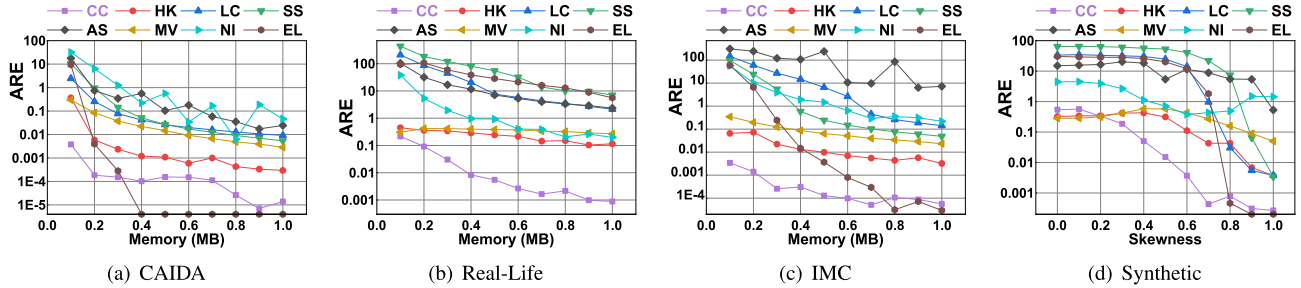 CC HK LC SS
AS MV NI EL
ARE
100
10
1
0.1
0.01
0.001
1E-4
1E-5
0.0 0.2 0.4 0.6 0.8 1.0
Memory (MB)
(a) CAIDA
CC HK LC SS
AS MV NI EL
ARE
100
10
1
0.1
0.01
0.001
0.0 0.2 0.4 0.6 0.8 1.0
Memory (MB)
(b) Real-Life
CC HK LC SS
AS MV NI EL
ARE
100
10
1
0.1
0.01
0.001
1E-4
0.0 0.2 0.4 0.6 0.8 1.0
Memory (MB)
(c) IMC
CC HK LC SS
AS MV NI EL
ARE
100
10
1
0.1
0.01
0.001
0.0 0.2 0.4 0.6 0.8 1.0
Skewness
(d) Synthetic